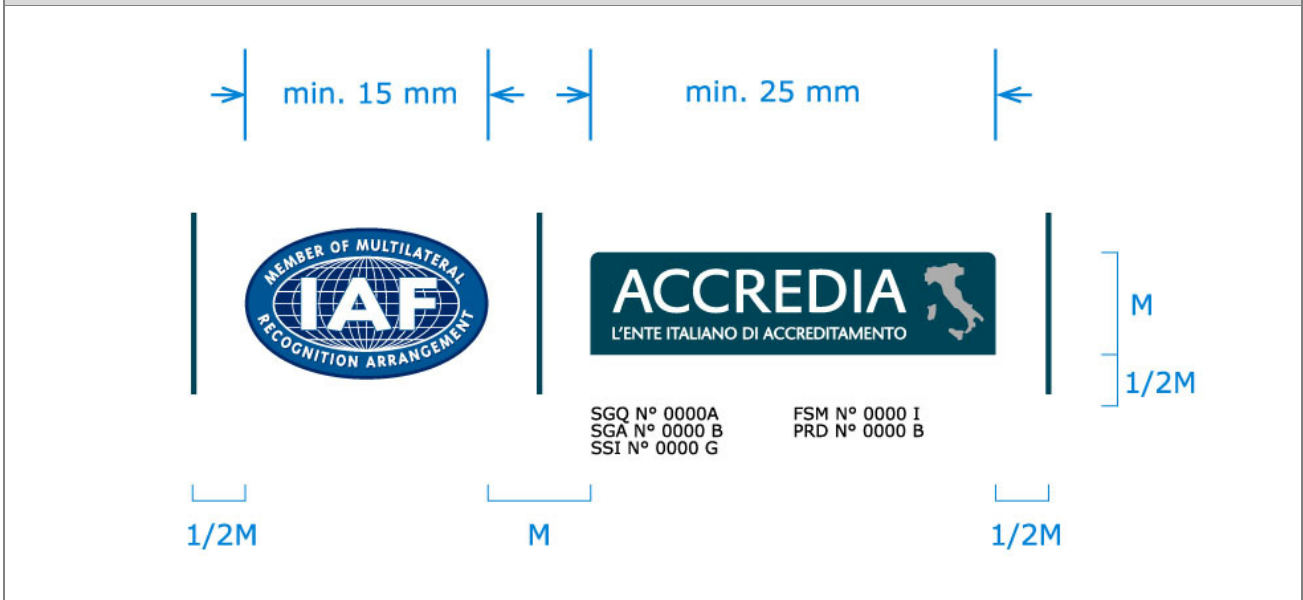 min. 15 mm
min. 25 mm
MEMBER OF MULTILATERAL
IAF
RECOGNITION ARRANGEMENT
ACCREDIA
L'ENTE ITALIANO DI ACCREDITAMENTO
M
1/2M
SGQ N° 0000A
SGA N° 0000 B
SSI N° 0000 G
FSM N° 0000 I
PRD N° 0000 B
1/2M
M
1/2M